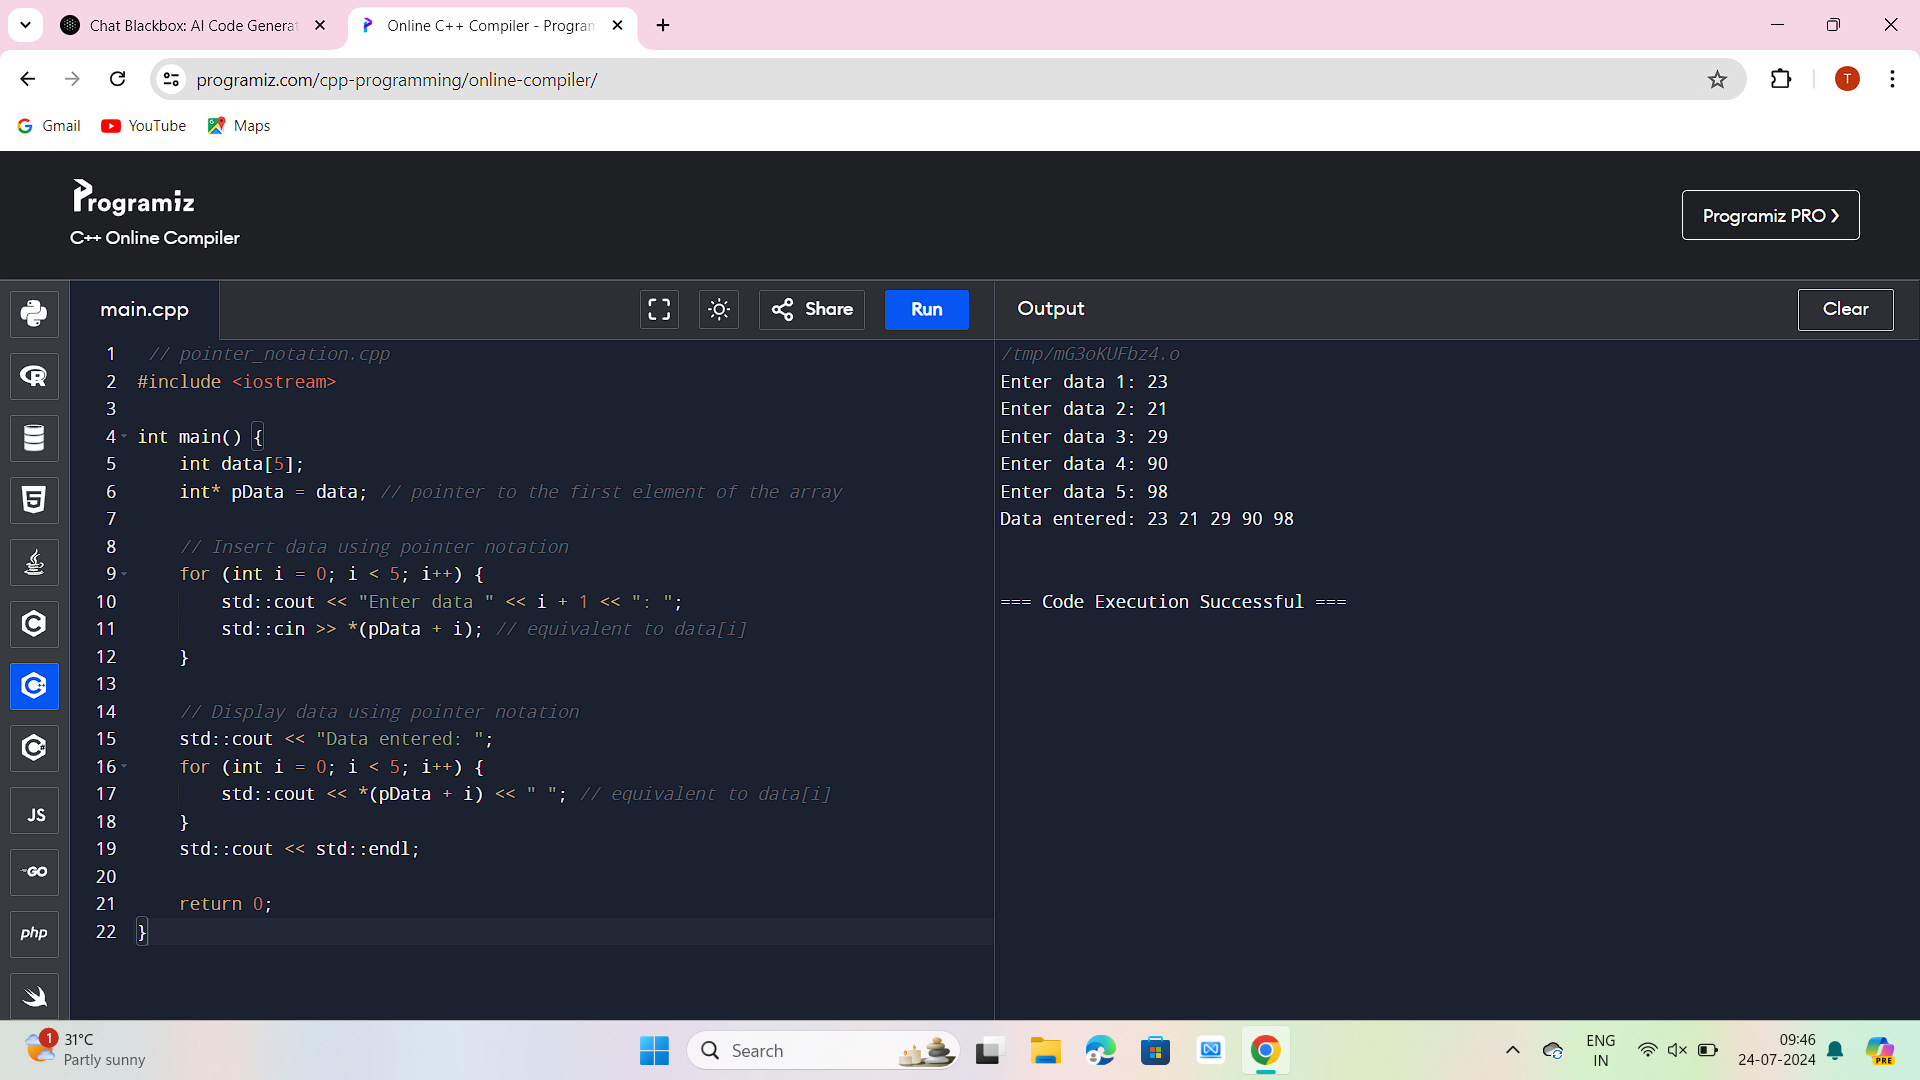 Chat Blackbox: AI Code Generat
Online C++ Compiler - Program
programiz.com/cpp-programming/online-compiler/
T
Gmail
YouTube
Maps
Programiz
C++ Online Compiler
Programiz PRO
main.cpp
Share
Run
1 // pointer_notation.cpp
2 #include <iostream>
3
4 int main() {
5 int data[5];
6 int* pData = data; // pointer to the first element of the array
7
8 // Insert data using pointer notation
9 for (int i = 0; i < 5; i++) {
10 std::cout << "Enter data " << i + 1 << ": ";
11 std::cin >> *(pData + i); // equivalent to data[i]
12 }
13
14 // Display data using pointer notation
15 std::cout << "Data entered: ";
16 for (int i = 0; i < 5; i++) {
17 std::cout << *(pData + i) << " "; // equivalent to data[i]
18 }
19 std::cout << std::endl;
20
21 return 0;
22 }
Output
Clear
/tmp/mG3oKUFbz4.o
Enter data 1: 23
Enter data 2: 21
Enter data 3: 29
Enter data 4: 90
Enter data 5: 98
Data entered: 23 21 29 90 98
=== Code Execution Successful ===
R
5
C
C++
C#
JS
GO
php
1
31°C
Partly sunny
Search
ENG
IN
09:46
24-07-2024
PRE